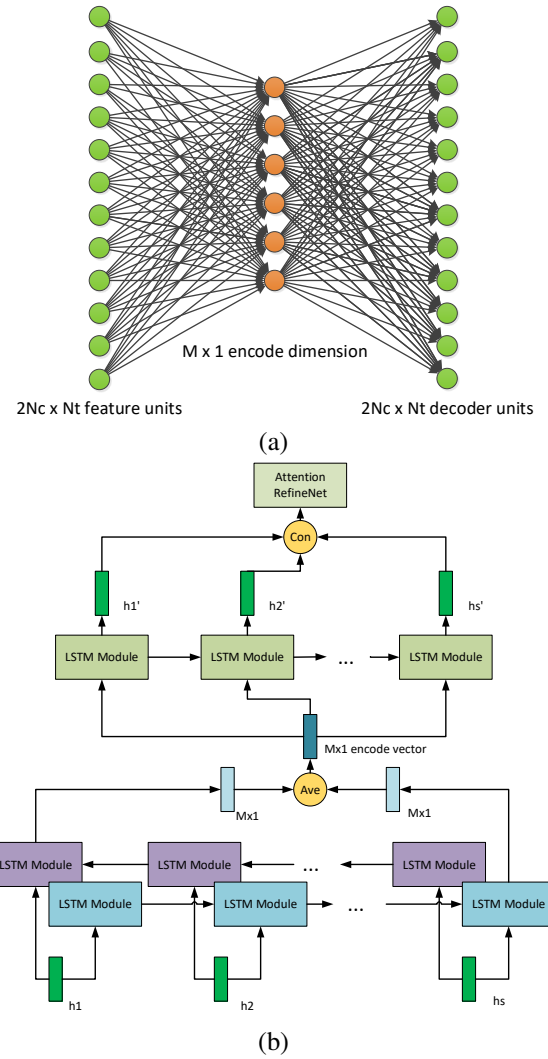 M x 1 encode dimension
2Nc x Nt feature units
2Nc x Nt decoder units
(a)
Attention
RefineNet
Con
h1'
h2'
hs'
LSTM Module
LSTM Module
...
LSTM Module
Mx1 encode vector
Ave
Mx1
Mx1
LSTM Module
LSTM Module
...
LSTM Module
LSTM Module
LSTM Module
...
LSTM Module
h1
h2
hs
(b)